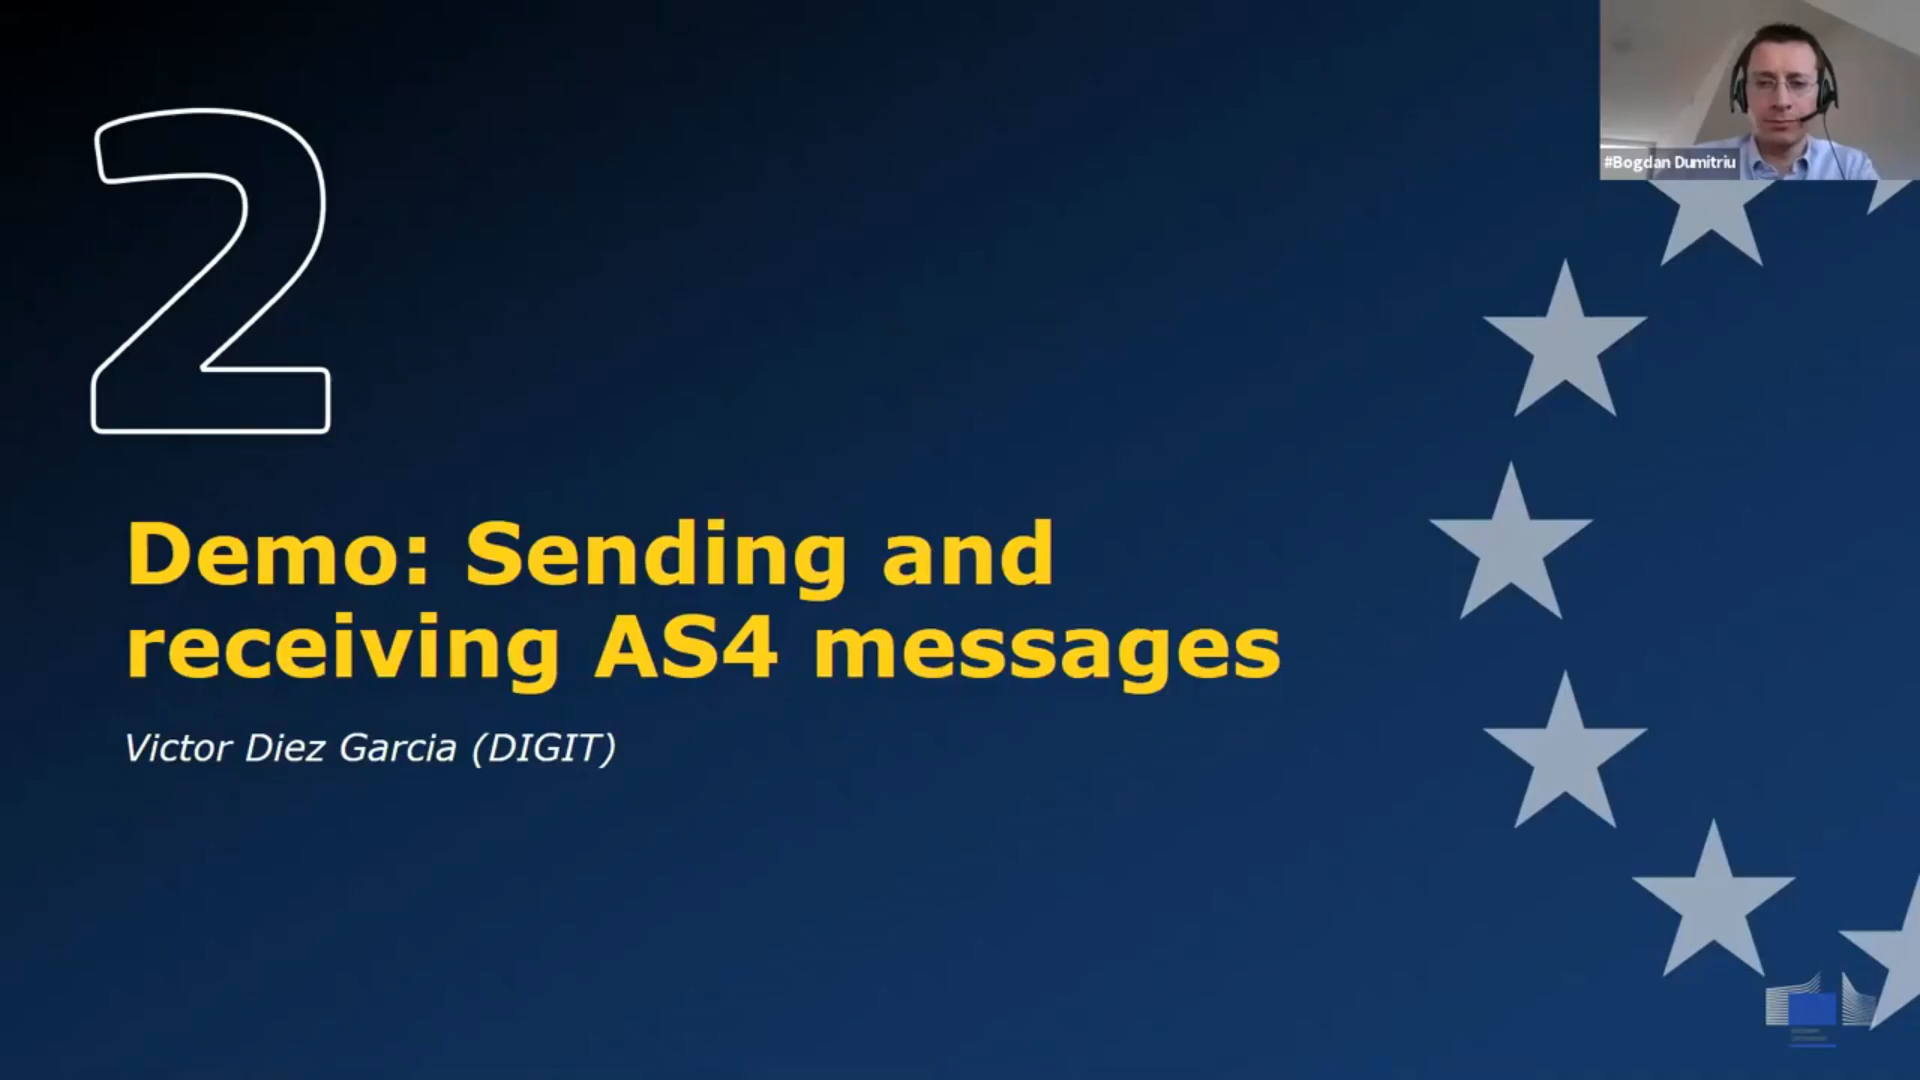 #Bogdan Dumitriu
2
Demo: Sending and
receiving AS4 messages
Victor Diez Garcia (DIGIT)